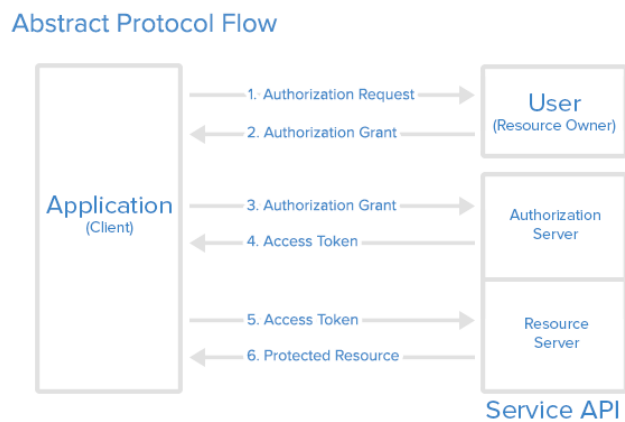 Abstract Protocol Flow
1. Authorization Request
User
(Resource Owner)
2. Authorization Grant
Application
(Client)
3. Authorization Grant
Authorization
Server
4. Access Token
5. Access Token
Resource
Server
6. Protected Resource
Service API